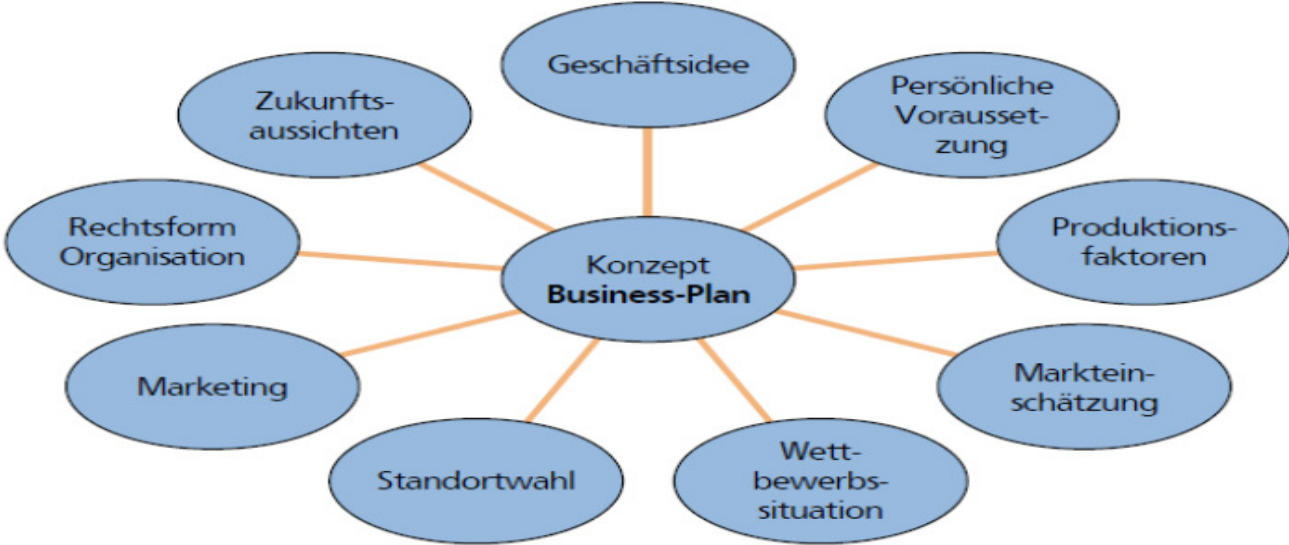 Geschäftsidee
Persönliche
Vorausset-
zung
Produktions-
faktoren
Marktein-
schätzung
Wett-
bewerbs-
situation
Standortwahl
Marketing
Rechtsform
Organisation
Zukunfts-
aussichten
Konzept
Business-Plan